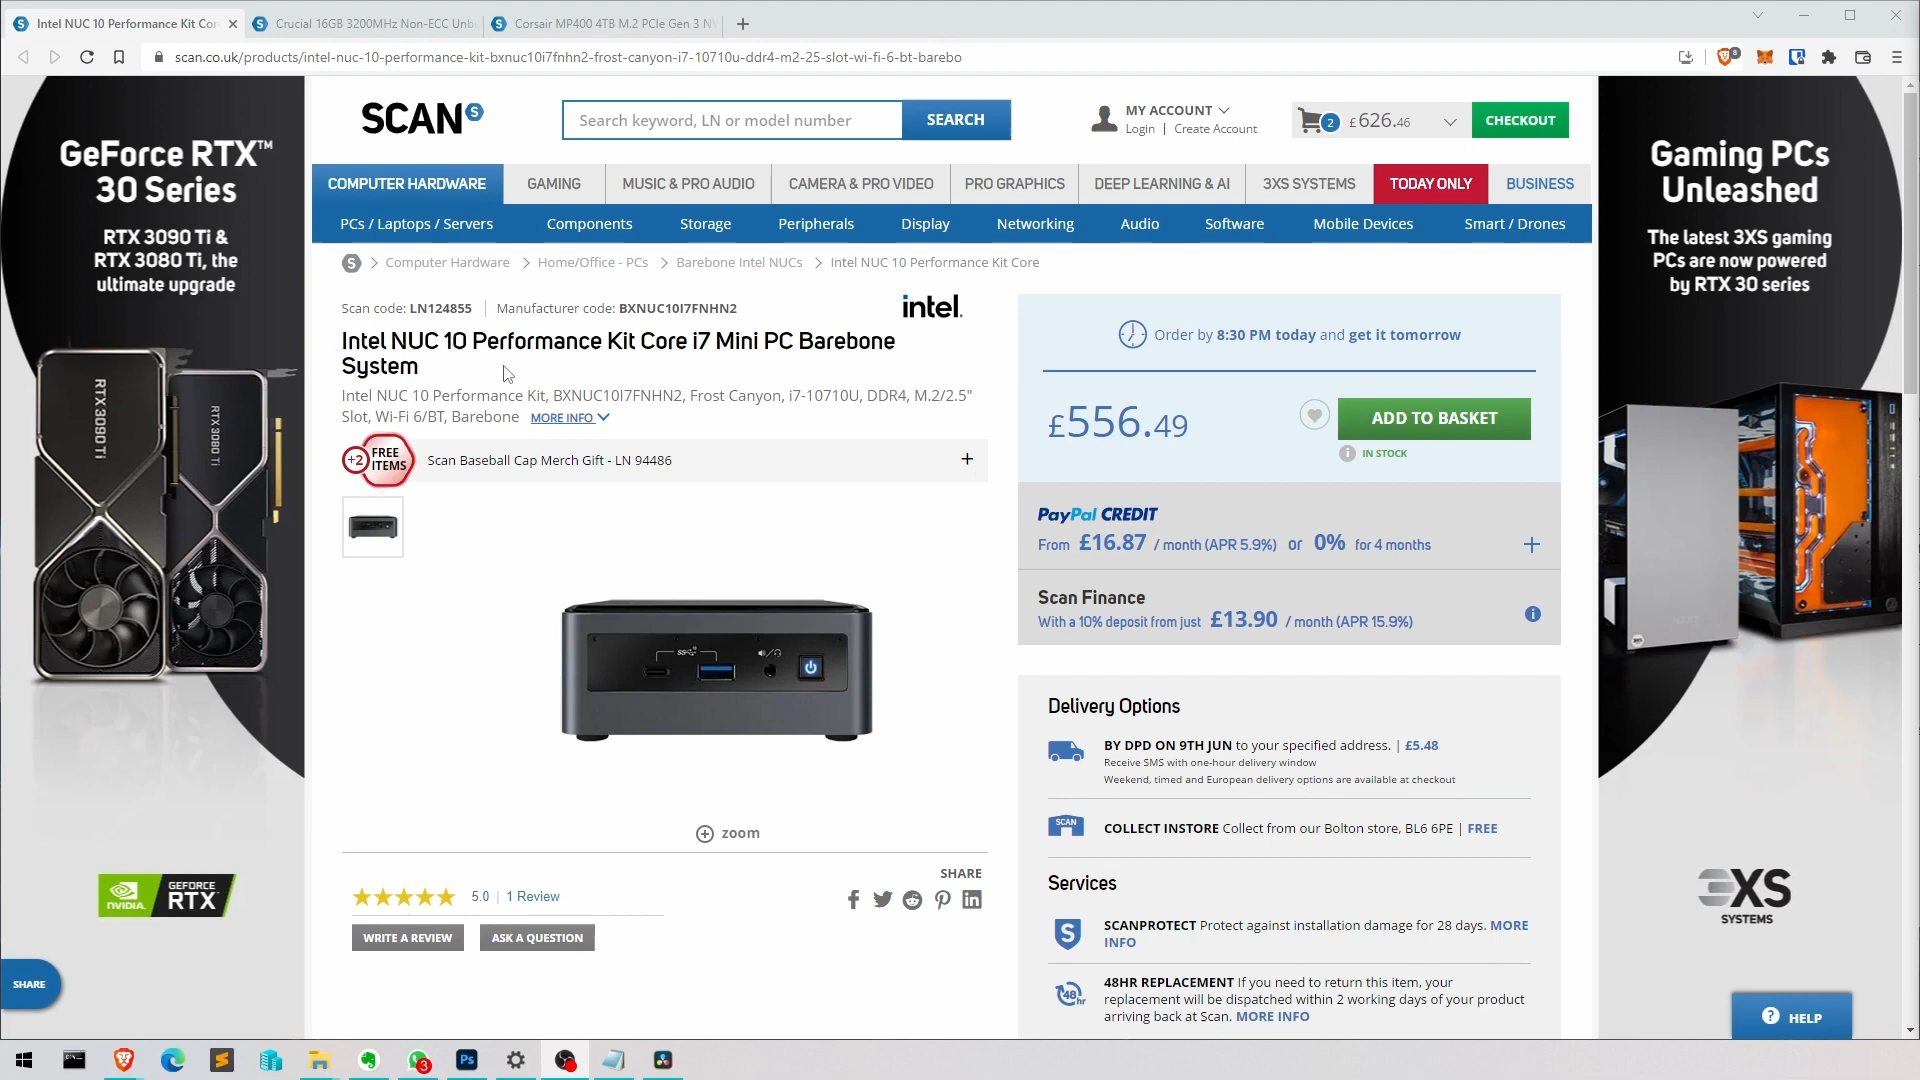 Intel NUC 10 Performance Kit Cor
Crucial 16GB 3200MHz Non-ECC Unb
Corsair MP400 4TB M.2 PCIe Gen 3 NV
scan.co.uk/products/intel-nuc-10-performance-kit-bxnuc10i7fnhn2-frost-canyon-i7-10710u-ddr4-m2-25-slot-wi-fi-6-bt-barebo
8
GeForce RTX™
30 Series
RTX 3090 Ti &
RTX 3080 Ti, the
ultimate upgrade
RTX 3090 Ti
RTX 3080 Ti
NVIDIA.
GEFORCE
RTX
SHARE
SCAN S
Search keyword, LN or model number
SEARCH
MY ACCOUNT
Login | Create Account
2 £626.46
CHECKOUT
COMPUTER HARDWARE
GAMING
MUSIC & PRO AUDIO
CAMERA & PRO VIDEO
PRO GRAPHICS
DEEP LEARNING & AI
3XS SYSTEMS
TODAY ONLY
BUSINESS
PCs / Laptops / Servers
Components
Storage
Peripherals
Display
Networking
Audio
Software
Mobile Devices
Smart / Drones
S > Computer Hardware > Home/Office - PCs > Barebone Intel NUCs > Intel NUC 10 Performance Kit Core
Scan code: LN124855 | Manufacturer code: BXNUC10I7FNHN2
intel.
Intel NUC 10 Performance Kit Core i7 Mini PC Barebone
System
Intel NUC 10 Performance Kit, BXNUC10I7FNHN2, Frost Canyon, i7-10710U, DDR4, M.2/2.5"
Slot, Wi-Fi 6/BT, Barebone MORE INFO
+2 FREE
ITEMS
Scan Baseball Cap Merch Gift - LN 94486
+
zoom
5.0 | 1 Review
WRITE A REVIEW
ASK A QUESTION
SHARE
Order by 8:30 PM today and get it tomorrow
£556.49
ADD TO BASKET
IN STOCK
PayPal CREDIT
From £16.87 / month (APR 5.9%) or 0% for 4 months
+
Scan Finance
With a 10% deposit from just £13.90 / month (APR 15.9%)
Delivery Options
BY DPD ON 9TH JUN to your specified address. | £5.48
Receive SMS with one-hour delivery window
Weekend, timed and European delivery options are available at checkout
SCAN
COLLECT INSTORE Collect from our Bolton store, BL6 6PE | FREE
Services
SCANPROTECT Protect against installation damage for 28 days. MORE
INFO
48hr
48HR REPLACEMENT If you need to return this item, your
replacement will be dispatched within 2 working days of your product
arriving back at Scan. MORE INFO
Gaming PCs
Unleashed
The latest 3XS gaming
PCs are now powered
by RTX 30 series
NZXT
3XS
SYSTEMS
? HELP
3
Ps